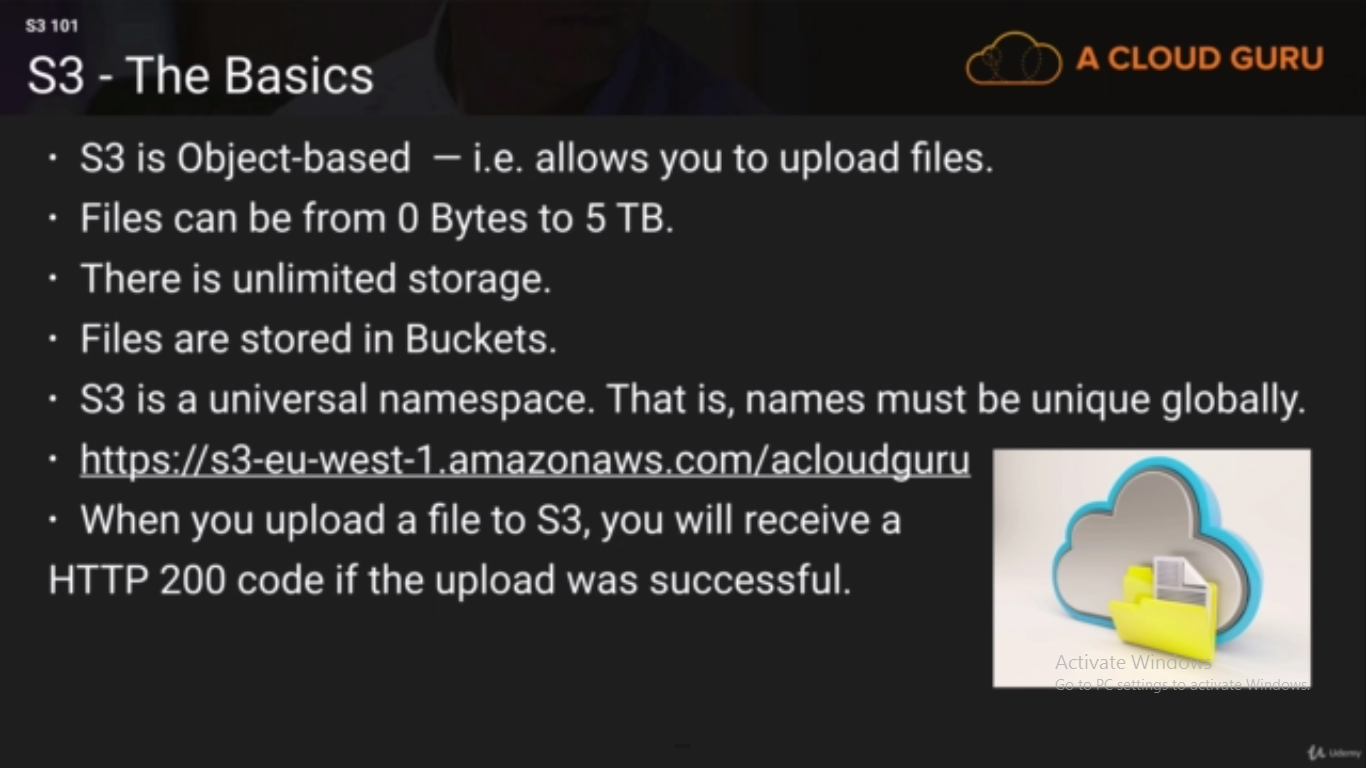 S3 101
S3 - The Basics
A CLOUD GURU
· S3 is Object-based — i.e. allows you to upload files.
· Files can be from 0 Bytes to 5 TB.
· There is unlimited storage.
· Files are stored in Buckets.
· S3 is a universal namespace. That is, names must be unique globally.
· https://s3-eu-west-1.amazonaws.com/acloudguru
· When you upload a file to S3, you will receive a
HTTP 200 code if the upload was successful.
Activate Windows
Go to PC settings to activate Windows.
Udemy